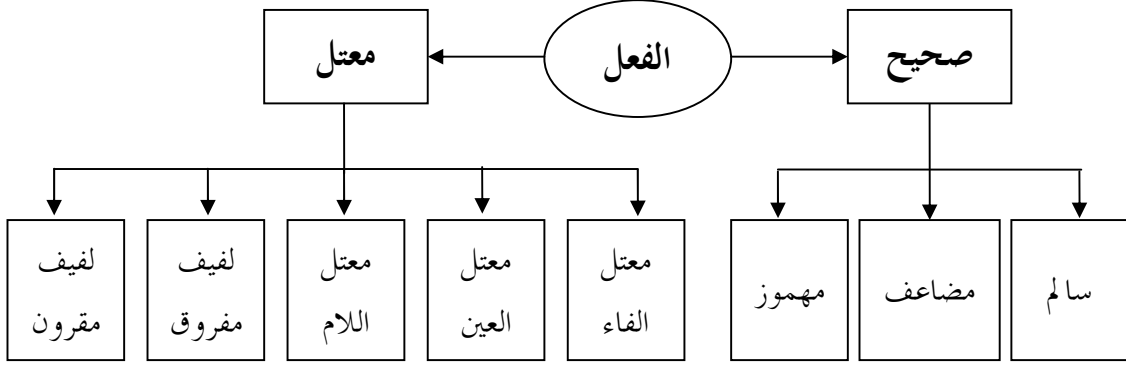 الفعل
صحيح
معتل
سالم
مضاعف
مهموز
معتل
الفاء
معتل
العين
معتل
اللام
لفيف
مفروق
لفيف
مقرون